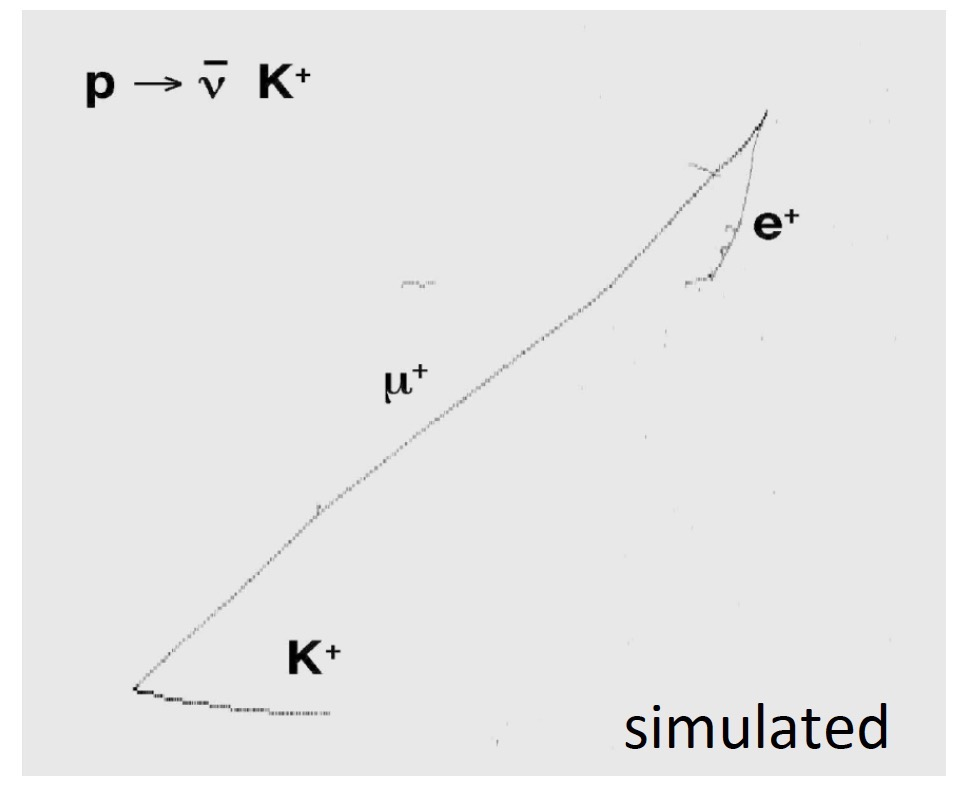 p → ν̄ K⁺
e⁺
μ⁺
K⁺
simulated